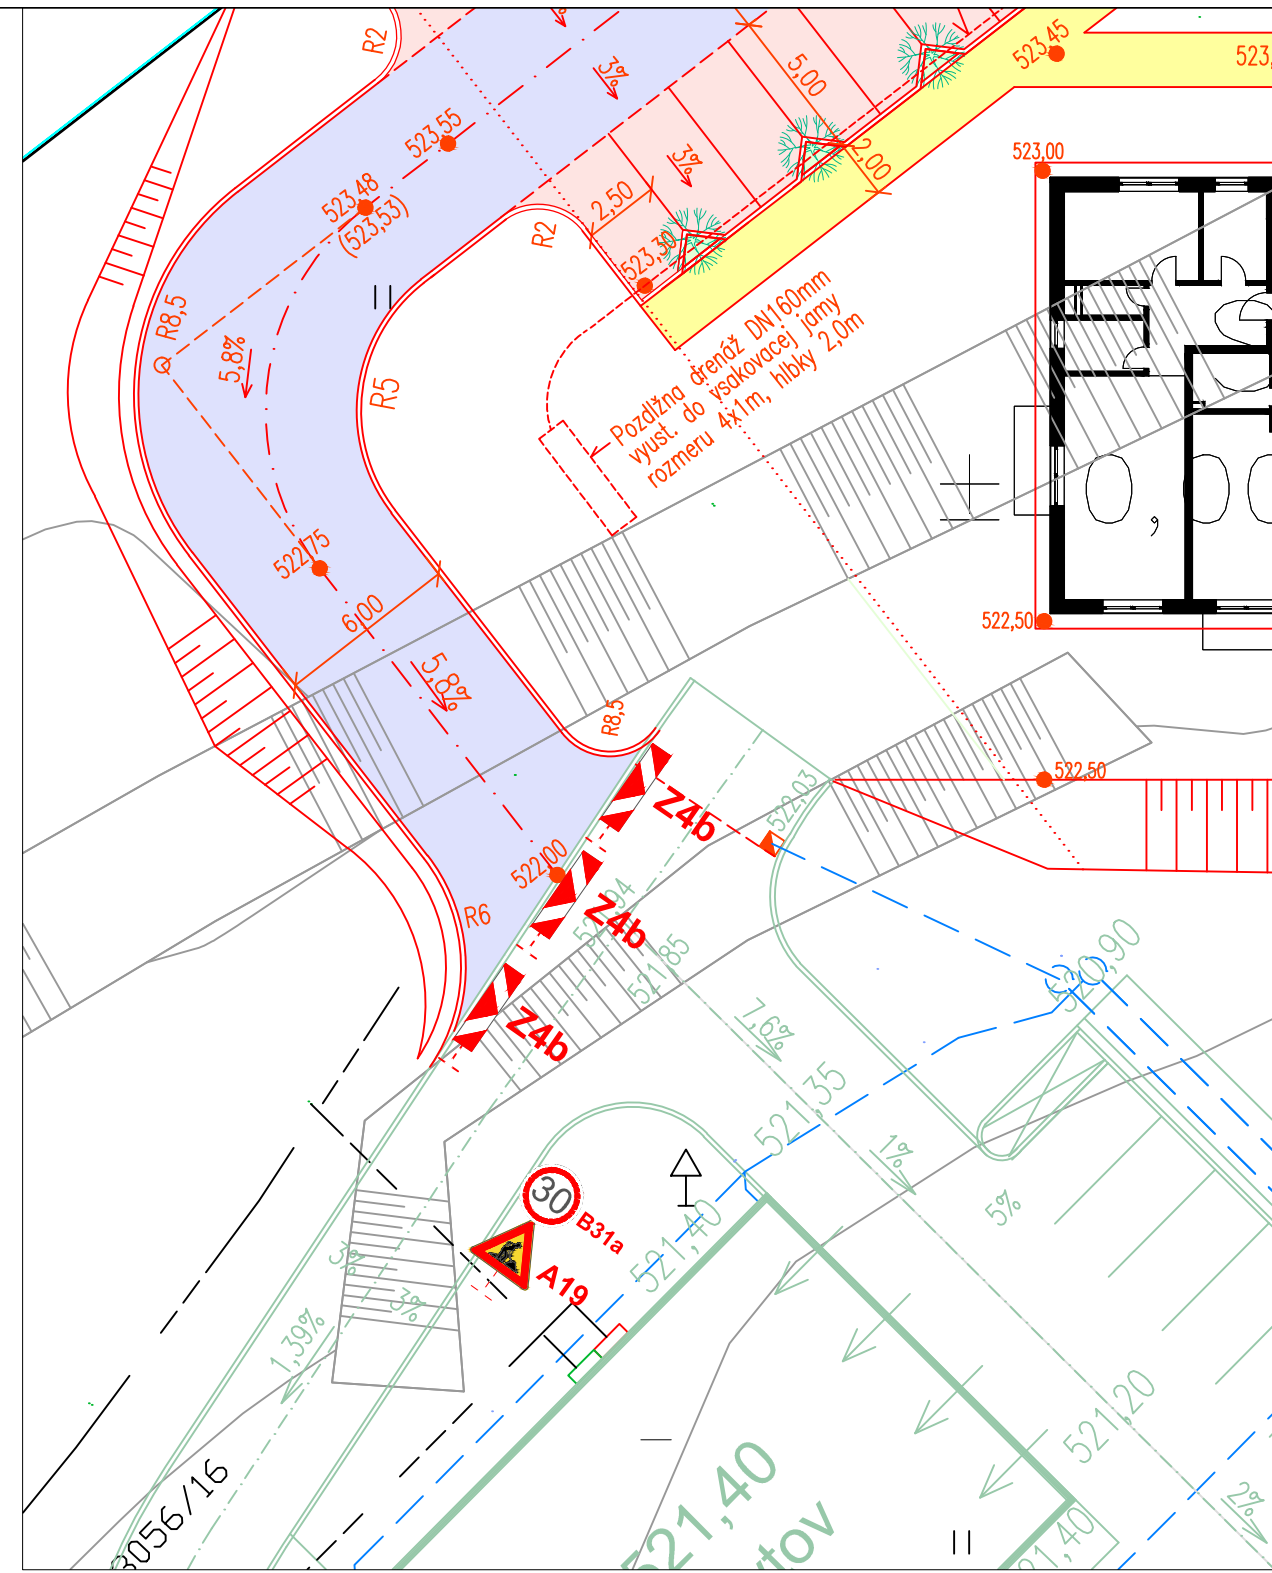 R2
3%
5,00
523,45
523,
523,55
2,00
523,00
3%
523,48
(523,53)
2,50
R2
523,30
R8,5
5,8%
R5
Pozdĺžna drenáž DN160mm
vyust. do vsakovacej jamy
rozmeru 4x1m, hĺbky 2,0m
522,75
6,00
522,50
5,8%
R8,5
522,50
522,03
Z4b
522,00
R6
Z4b
521,85
520,90
Z4b
7,6%
521,35
1%
5%
30
B31a
521,40
A19
3%
3%
1,39%
521,20
2%
3056/16
521,40
521,40